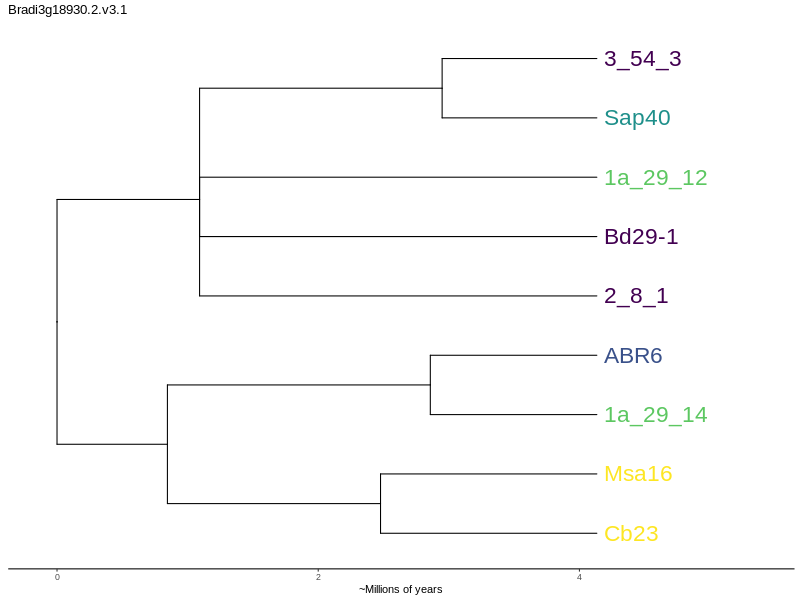 Bradi3g18930.2.v3.1
3_54_3
Sap40
1a_29_12
Bd29-1
2_8_1
ABR6
1a_29_14
Msa16
Cb23
0 2 4
~Millions of years